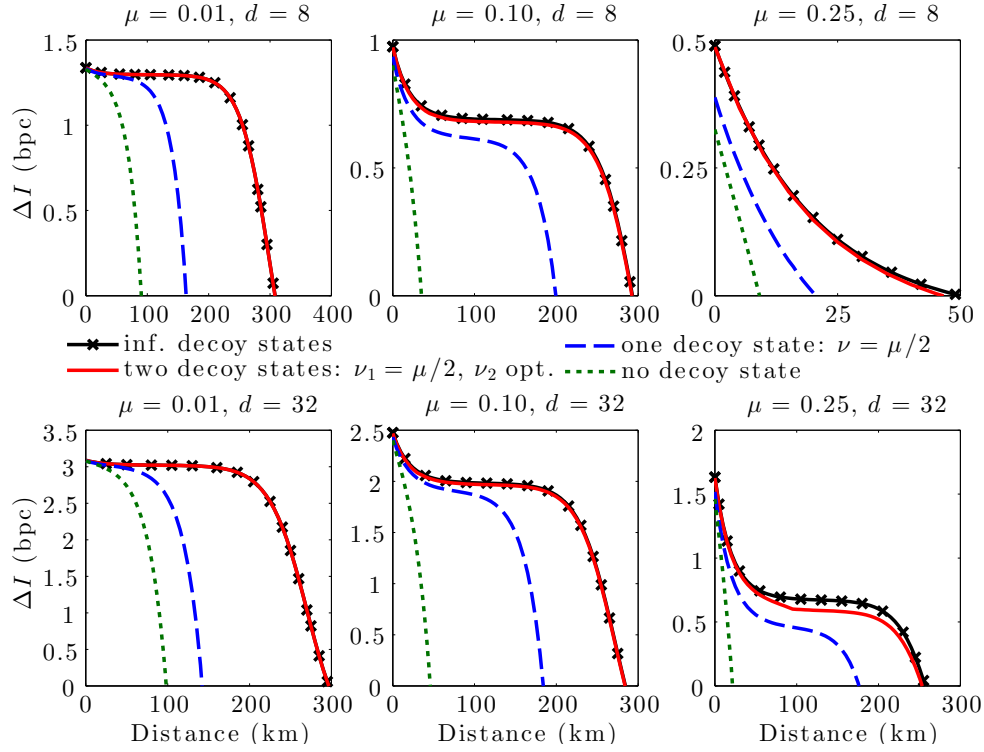 μ = 0.01, d = 8 μ = 0.10, d = 8 μ = 0.25, d = 8
ΔI (bpc)
1.5
1
0.5
0
0 100 200 300 400
1
0.5
0
0 100 200 300
0.5
0.25
0
0 25 50
inf. decoy states
one decoy state: ν = μ/2
two decoy states: ν₁ = μ/2, ν₂ opt.
no decoy state
μ = 0.01, d = 32 μ = 0.10, d = 32 μ = 0.25, d = 32
ΔI (bpc)
3.5
3
2.5
2
1.5
1
0.5
0
0 100 200 300
Distance (km)
2.5
2
1.5
1
0.5
0
0 100 200 300
Distance (km)
2
1.5
1
0.5
0
0 100 200 300
Distance (km)